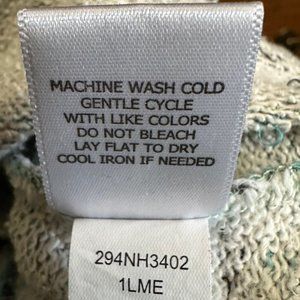 MACHINE WASH COLD
GENTLE CYCLE
WITH LIKE COLORS
DO NOT BLEACH
LAY FLAT TO DRY
COOL IRON IF NEEDED
294NH3402
1LME